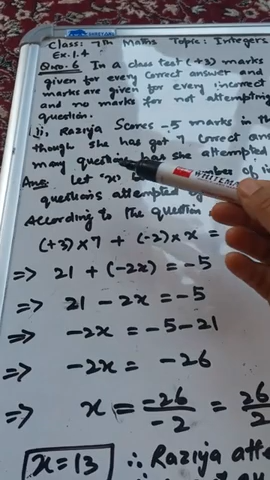 Class: 7th Maths Topic: Integers
Ex. 1.4
Ques. 6 In a class test (+3) marks
given for every correct answer and
marks are given for every incorrect
and no marks for not attempting
question.
ii. Raziya Scores -5 marks in th
though she has got 7 correct an
many question has she attempted
Ans: Let 'x'
questions attempted
According to the question
(+3) × 7 + (-2) × x =
⇒ 21 + (-2x) = -5
⇒ 21 - 2x = -5
⇒ -2x = -5-21
⇒ -2x = -26
⇒ x = -26/-2 = 26/2
x = 13 ∴ Raziya atte